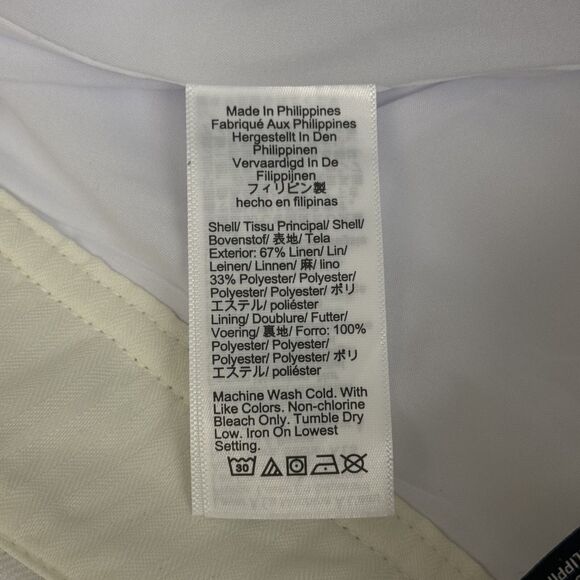 Made In Philippines
Fabriqué Aux Philippines
Hergestellt In Den
Philippinen
Vervaardigd In De
Filippijnen
フィリピン製
hecho en filipinas
Shell/ Tissu Principal/ Shell/
Bovenstof/ 表地/ Tela
Exterior: 67% Linen/ Lin/
Leinen/ Linnen/ 麻/ lino
33% Polyester/ Polyester/
Polyester/ Polyester/ ポリ
エステル/ poliéster
Lining/ Doublure/ Futter/
Voering/ 裏地/ Forro: 100%
Polyester/ Polyester/
Polyester/ Polyester/ ポリ
エステル/ poliéster
Machine Wash Cold. With
Like Colors. Non-chlorine
Bleach Only. Tumble Dry
Low. Iron On Lowest
Setting.
30